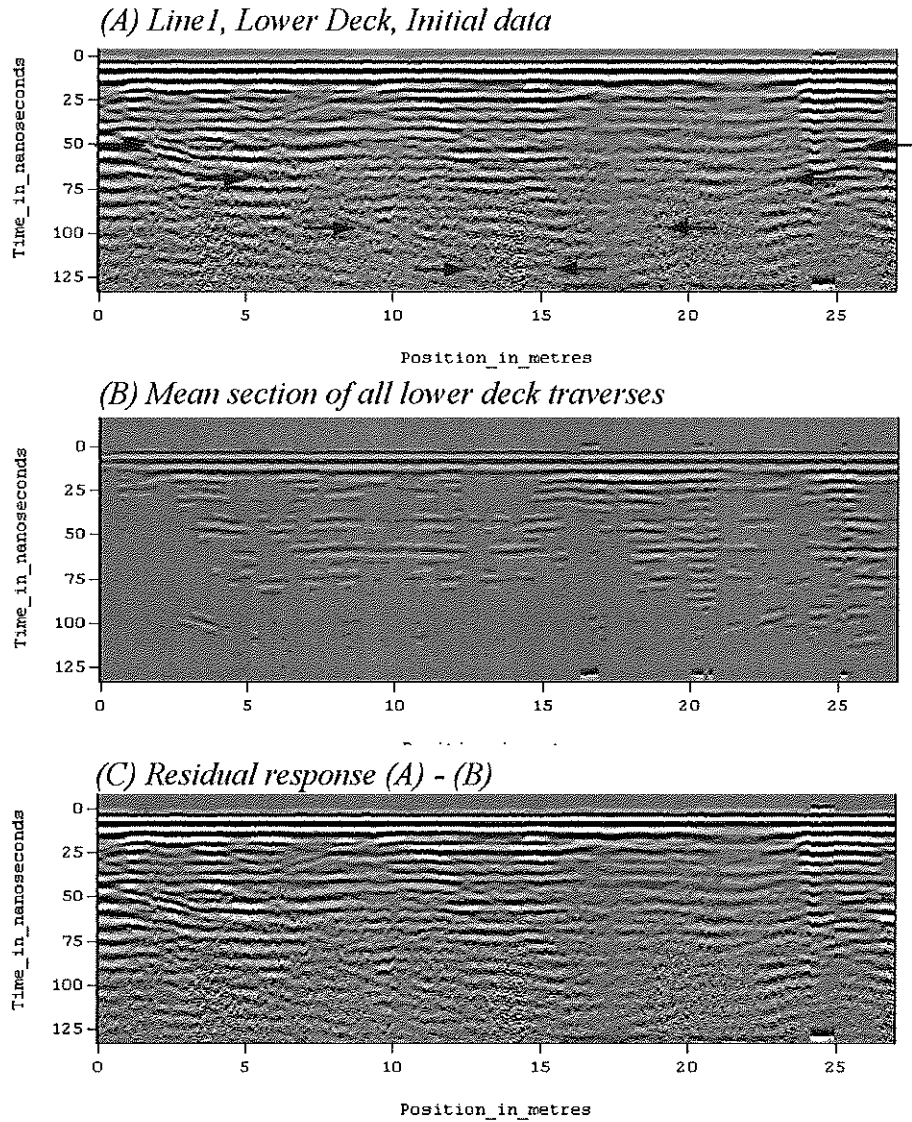 (A) Line1, Lower Deck, Initial data
Time_in_nanoseconds
0
25
50
75
100
125
0 5 10 15 20 25
Position_in_metres
(B) Mean section of all lower deck traverses
Time_in_nanoseconds
0
25
50
75
100
125
0 5 10 15 20 25
(C) Residual response (A) - (B)
Time_in_nanoseconds
0
25
50
75
100
125
0 5 10 15 20 25
Position_in_metres